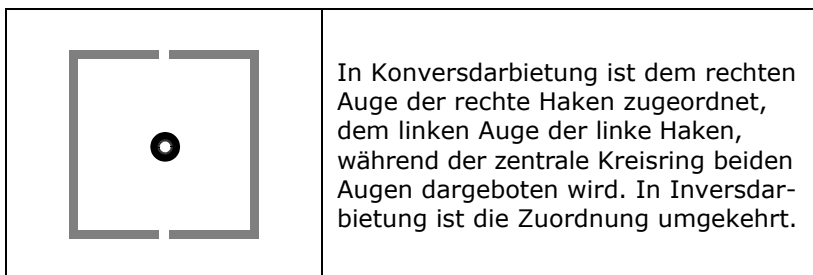 In Konversdarbietung ist dem rechten
Auge der rechte Haken zugeordnet,
dem linken Auge der linke Haken,
während der zentrale Kreisring beiden
Augen dargeboten wird. In Inversdar-
bietung ist die Zuordnung umgekehrt.